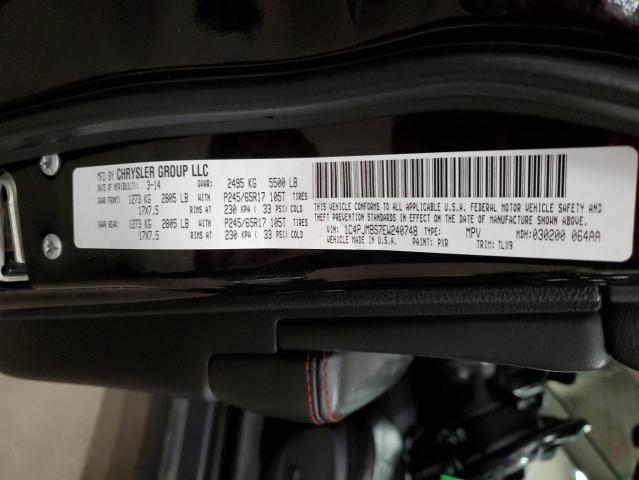 MFD BY CHRYSLER GROUP LLC
MFG(BUILT): 3-14 GVWR: 2495 KG 5500 LB
GAWR FRONT: 1273 KG 2805 LB WITH P245/65R17 105T TIRES
17X7.5 RIMS AT 230 KPA ( 33 PSI) COLD
GAWR REAR: 1273 KG 2805 LB WITH P245/65R17 105T TIRES
17X7.5 RIMS AT 230 KPA ( 33 PSI) COLD
THIS VEHICLE CONFORMS TO ALL APPLICABLE U.S.A. FEDERAL MOTOR VEHICLE SAFETY AND
THEFT PREVENTION STANDARDS IN EFFECT ON THE DATE OF MANUFACTURE SHOWN ABOVE.
VIN: 1C4PJMBS7EW240748 TYPE: MPV MDH: 030200 064AA
VEHICLE MADE IN U.S.A. PAINT: PXR TRIM: TLX9